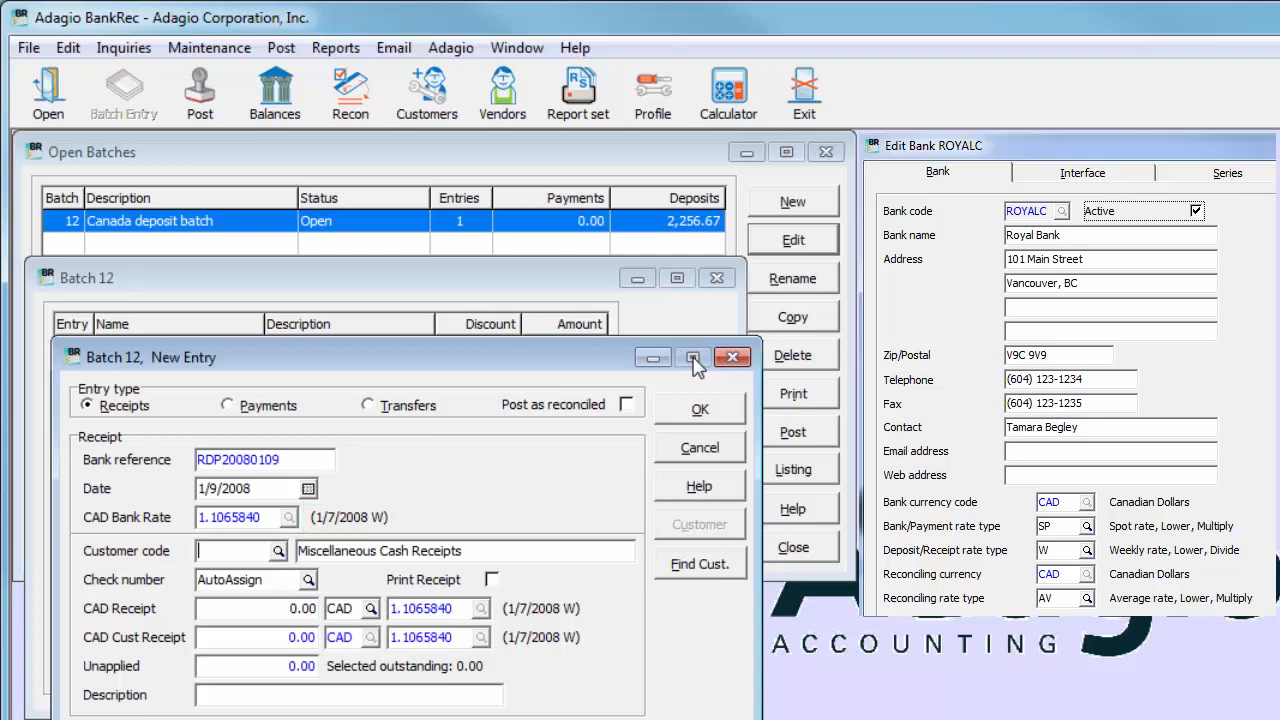 Adagio BankRec - Adagio Corporation, Inc.
File Edit Inquiries Maintenance Post Reports Email Adagio Window Help
Open Batch Entry Post Balances Recon Customers Vendors Report set Profile Calculator Exit
Open Batches
Batch Description Status Entries Payments Deposits
12 Canada deposit batch Open 1 0.00 2,256.67
New
Edit
Rename
Copy
Delete
Print
Post
Listing
Help
Close
Batch 12
Entry Name Description Discount Amount
Batch 12, New Entry
Entry type
Receipts Payments Transfers Post as reconciled
Receipt
Bank reference RDP20080109
Date 1/9/2008
CAD Bank Rate 1.1065840 (1/7/2008 W)
Customer code Miscellaneous Cash Receipts
Check number AutoAssign Print Receipt
CAD Receipt 0.00 CAD 1.1065840 (1/7/2008 W)
CAD Cust Receipt 0.00 CAD 1.1065840 (1/7/2008 W)
Unapplied 0.00 Selected outstanding: 0.00
Description
OK
Cancel
Help
Customer
Find Cust.
Edit Bank ROYALC
Bank Interface Series
Bank code ROYALC Active
Bank name Royal Bank
Address 101 Main Street
Vancouver, BC
Zip/Postal V9C 9V9
Telephone (604) 123-1234
Fax (604) 123-1235
Contact Tamara Begley
Email address
Web address
Bank currency code CAD Canadian Dollars
Bank/Payment rate type SP Spot rate, Lower, Multiply
Deposit/Receipt rate type W Weekly rate, Lower, Divide
Reconciling currency CAD Canadian Dollars
Reconciling rate type AV Average rate, Lower, Multiply
ACCOUNTING